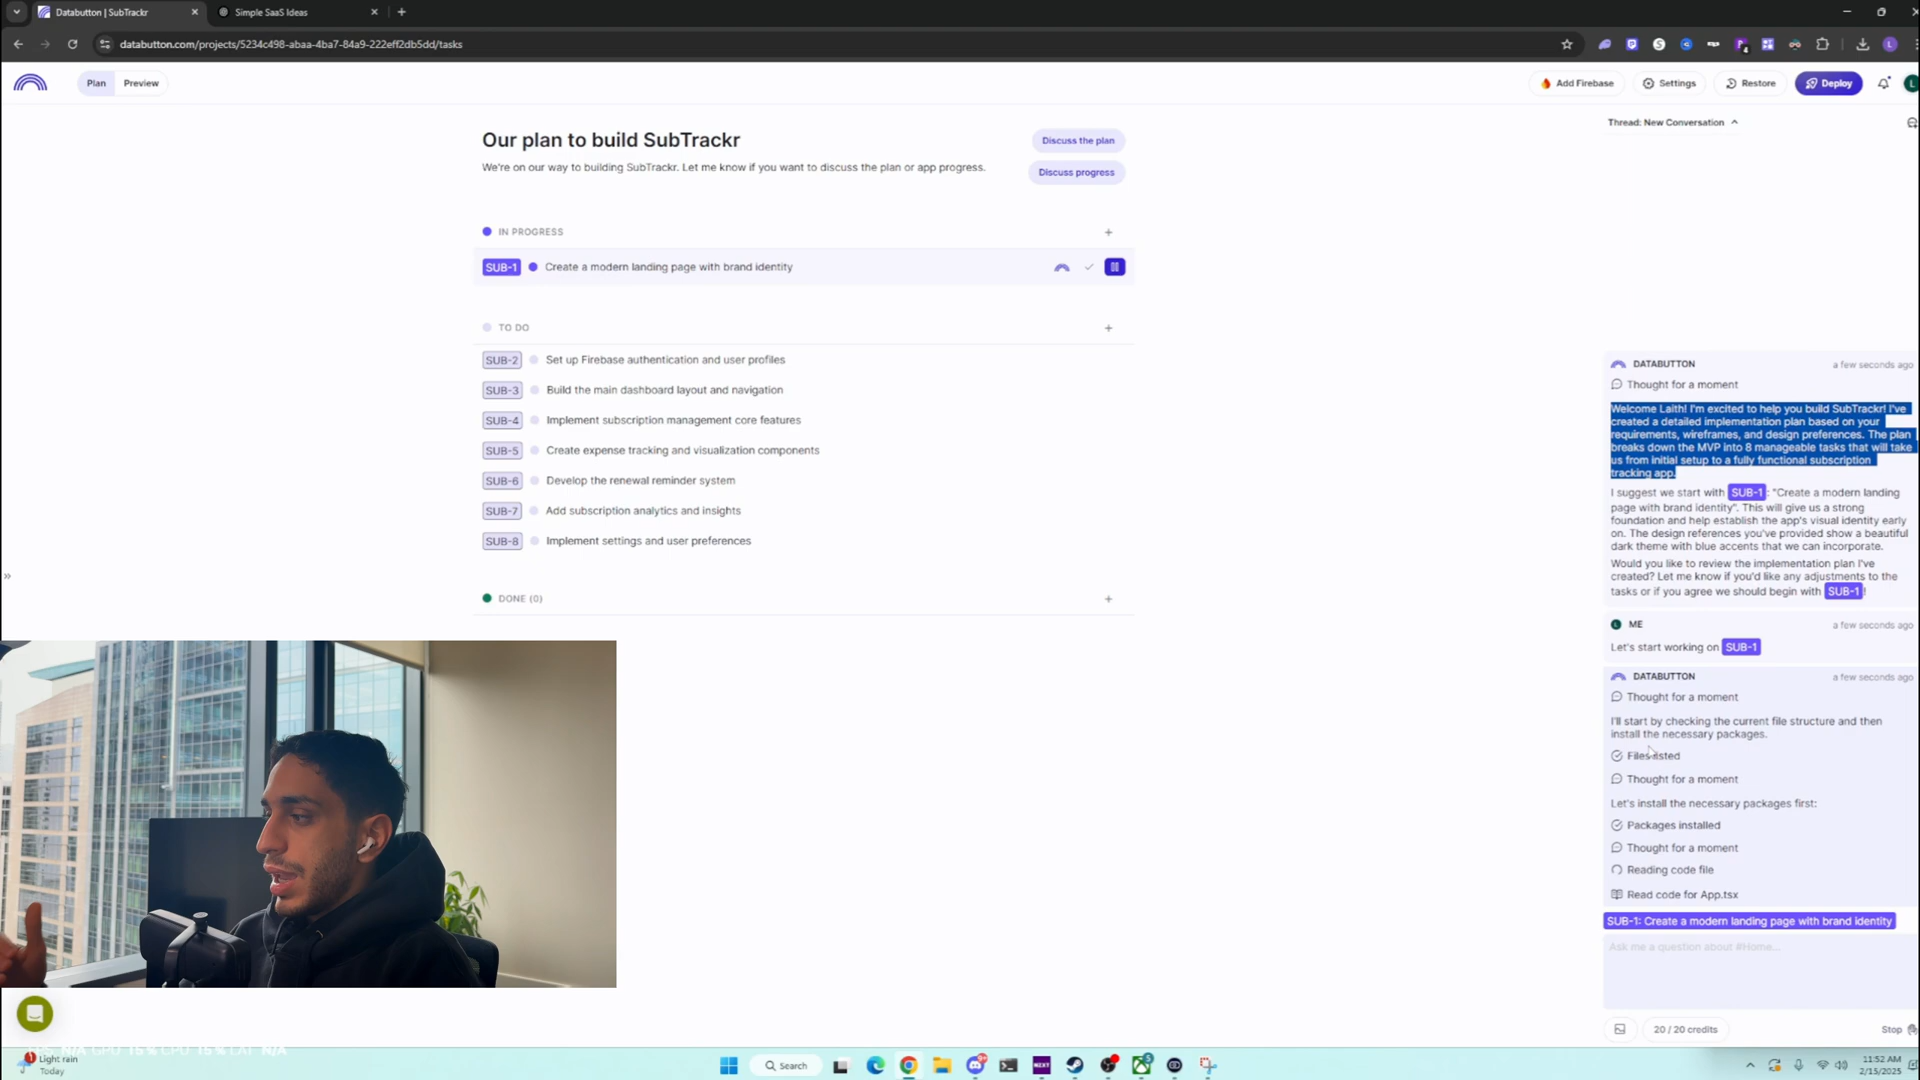 Databutton | SubTrackr
Simple SaaS Ideas
databutton.com/projects/5234c498-abaa-4ba7-84a9-222eff2db5dd/tasks
Plan
Preview
Add Firebase
Settings
Restore
Deploy
Thread: New Conversation
Our plan to build SubTrackr
We're on our way to building SubTrackr. Let me know if you want to discuss the plan or app progress.
Discuss the plan
Discuss progress
IN PROGRESS
SUB-1 Create a modern landing page with brand identity
TO DO
SUB-2 Set up Firebase authentication and user profiles
SUB-3 Build the main dashboard layout and navigation
SUB-4 Implement subscription management core features
SUB-5 Create expense tracking and visualization components
SUB-6 Develop the renewal reminder system
SUB-7 Add subscription analytics and insights
SUB-8 Implement settings and user preferences
DONE (0)
DATABUTTON a few seconds ago
Thought for a moment
Welcome Laith! I'm excited to help you build SubTrackr! I've
created a detailed implementation plan based on your
requirements, wireframes, and design preferences. The plan
breaks down the MVP into 8 manageable tasks that will take
us from initial setup to a fully functional subscription
tracking app.
I suggest we start with SUB-1: "Create a modern landing
page with brand identity". This will give us a strong
foundation and help establish the app's visual identity early
on. The design references you've provided show a beautiful
dark theme with blue accents that we can incorporate.
Would you like to review the implementation plan I've
created? Let me know if you'd like any adjustments to the
tasks or if you agree we should begin with SUB-1!
L ME a few seconds ago
Let's start working on SUB-1
DATABUTTON a few seconds ago
Thought for a moment
I'll start by checking the current file structure and then
install the necessary packages.
Files listed
Thought for a moment
Let's install the necessary packages first:
Packages installed
Thought for a moment
Reading code file
Read code for App.tsx
SUB-1: Create a modern landing page with brand identity
Ask me a question about #Home...
20 / 20 credits
Stop
N/A GPU 15% CPU 15% LAT N/A
Light rain
Today
Search
NEXT
11:52 AM
2/15/2025